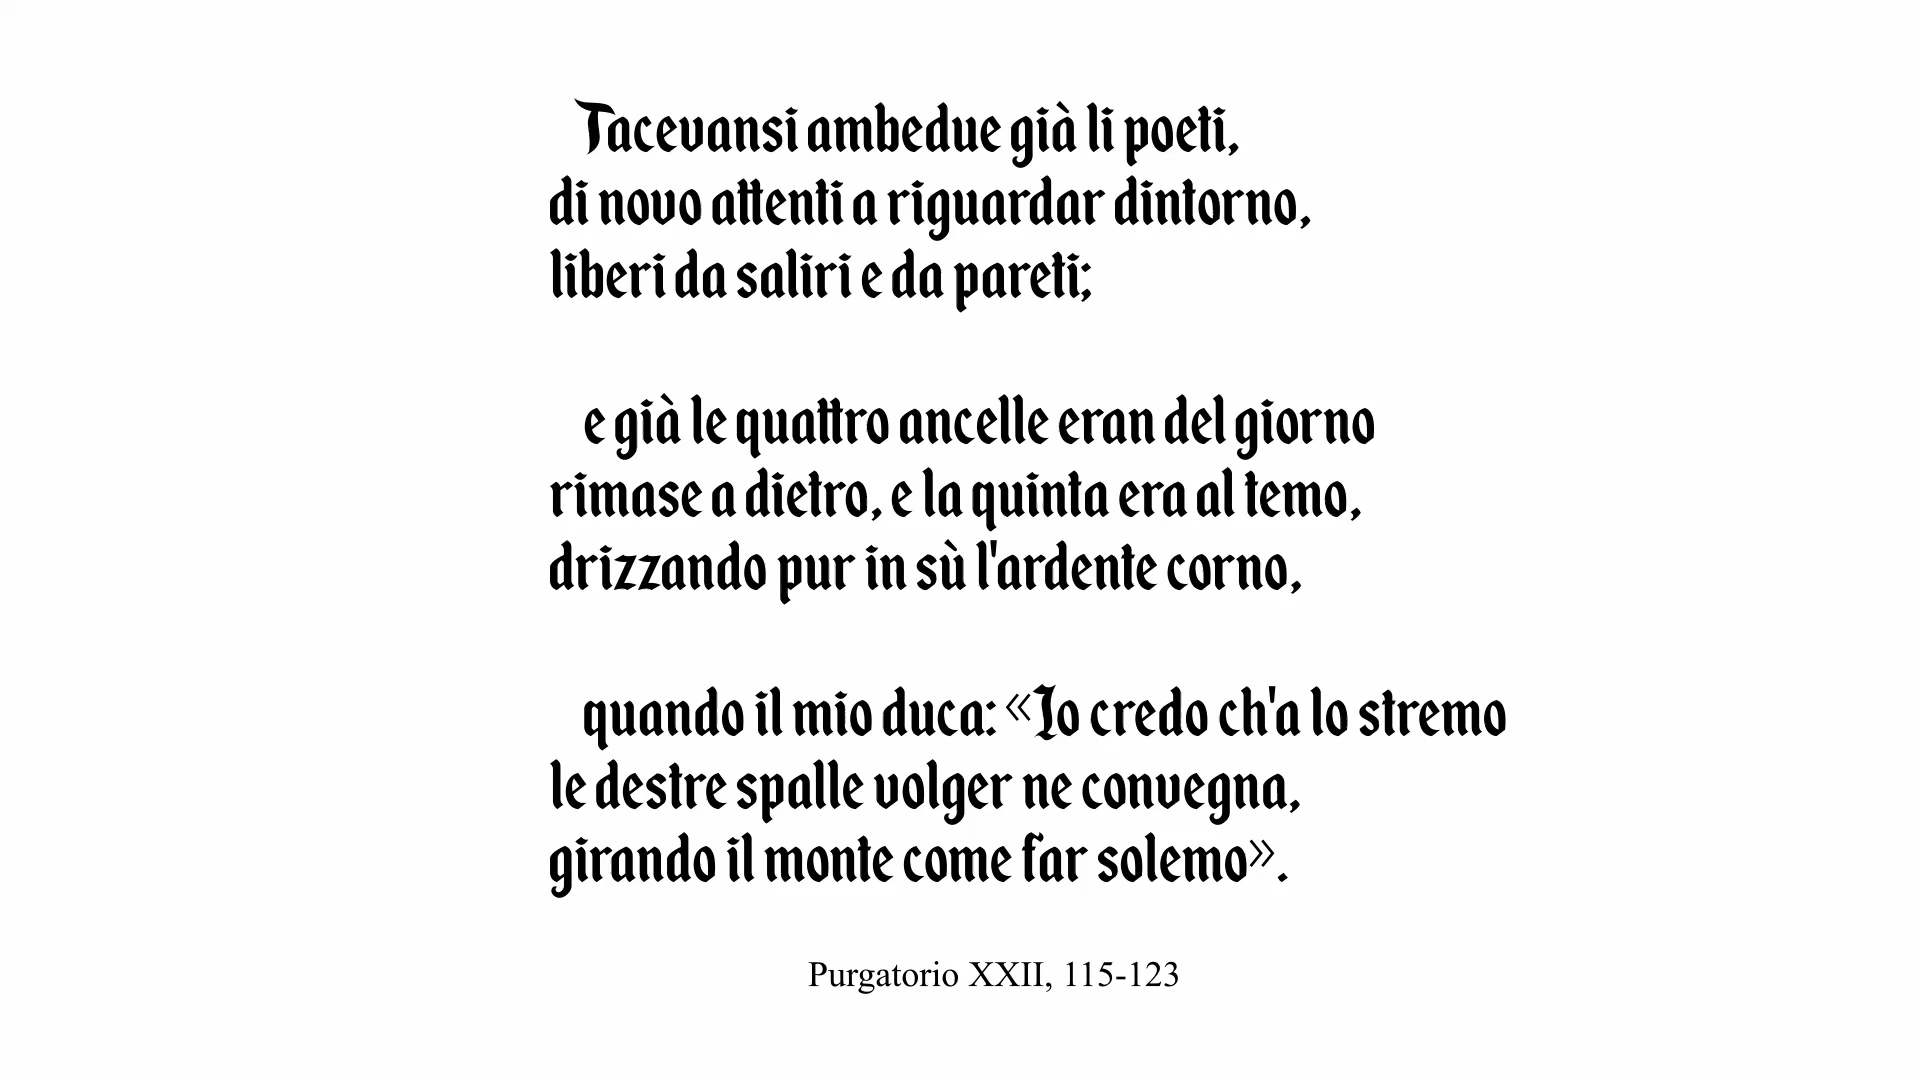 Tacevansi ambedue già li poeti,
di novo attenti a riguardar dintorno,
liberi da saliri e da pareti;
e già le quattro ancelle eran del giorno
rimase a dietro, e la quinta era al temo,
drizzando pur in sù l'ardente corno,
quando il mio duca: «Io credo ch'a lo stremo
le destre spalle volger ne convegna,
girando il monte come far solemo».
Purgatorio XXII, 115-123